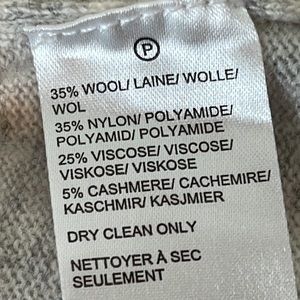 P
35% WOOL/ LAINE/ WOLLE/
WOL
35% NYLON/ POLYAMIDE/
POLYAMID/ POLYAMIDE
25% VISCOSE/ VISCOSE/
VISKOSE/ VISKOSE
5% CASHMERE/ CACHEMIRE/
KASCHMIR/ KASJMIER
DRY CLEAN ONLY
NETTOYER À SEC
SEULEMENT